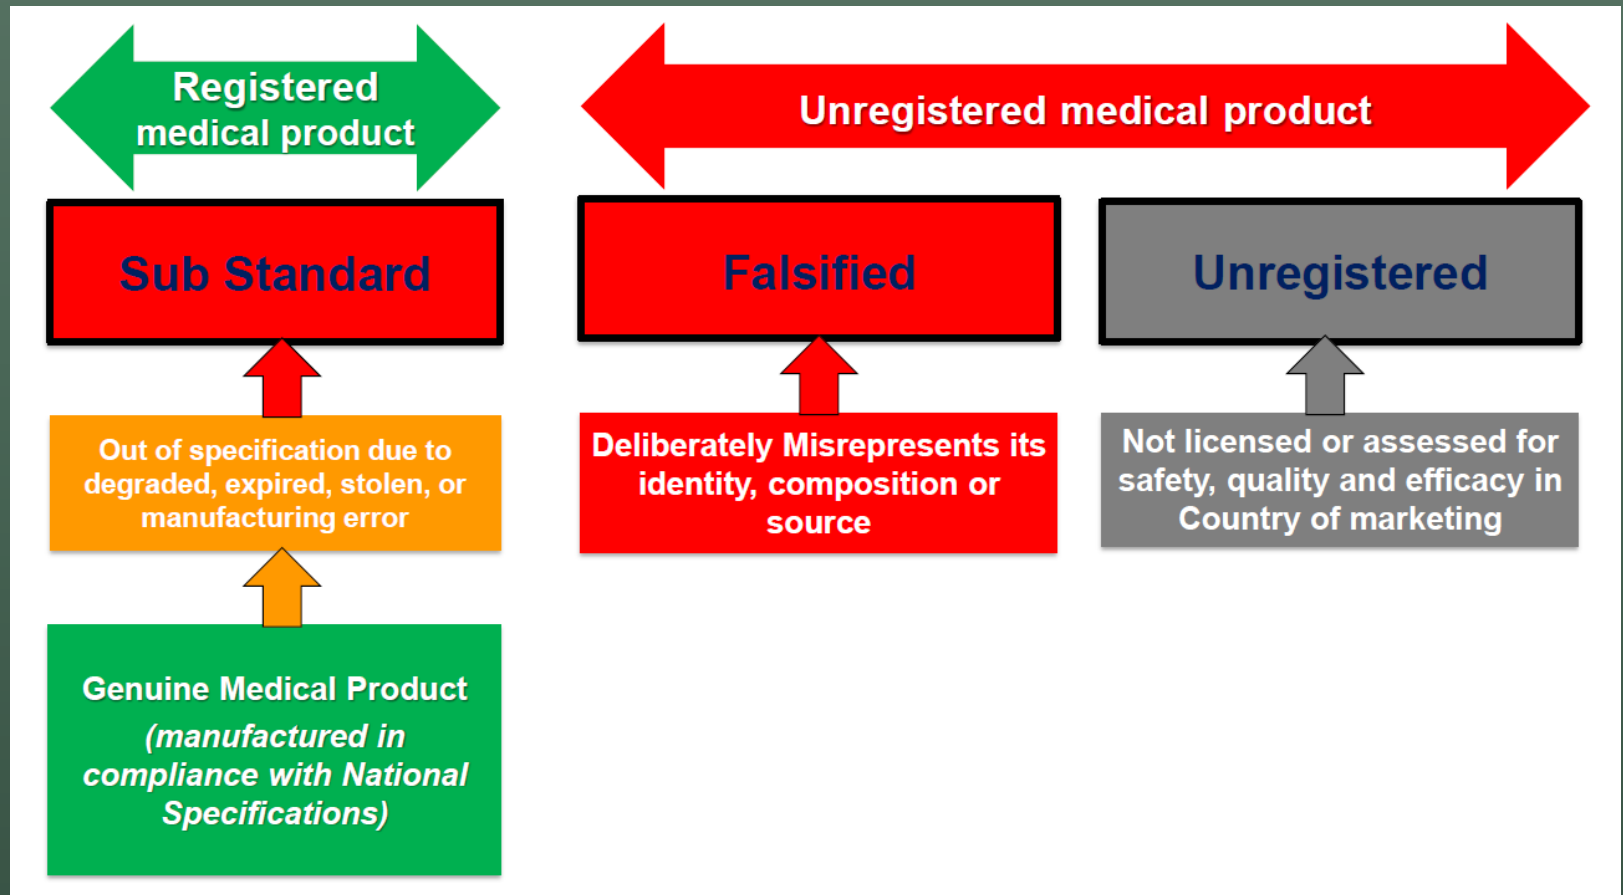 Registered
medical product
Unregistered medical product
Sub Standard
Falsified
Unregistered
Out of specification due to
degraded, expired, stolen, or
manufacturing error
Deliberately Misrepresents its
identity, composition or
source
Not licensed or assessed for
safety, quality and efficacy in
Country of marketing
Genuine Medical Product
(manufactured in
compliance with National
Specifications)